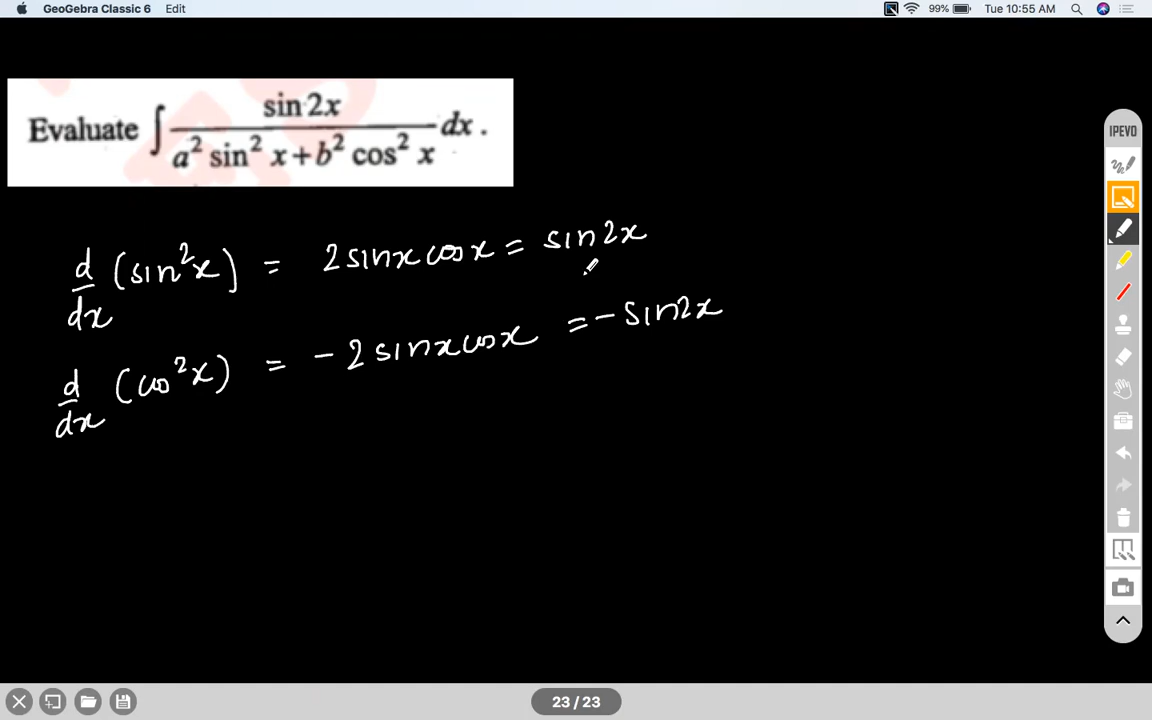 GeoGebra Classic 6 Edit 99% Tue 10:55 AM
Evaluate ∫ sin 2x / (a² sin² x + b² cos² x) dx .
IPEVO
d/dx (sin²x) = 2 sinx cosx = sin2x
d/dx (cos²x) = - 2 sinx cosx = - sin2x
23 / 23